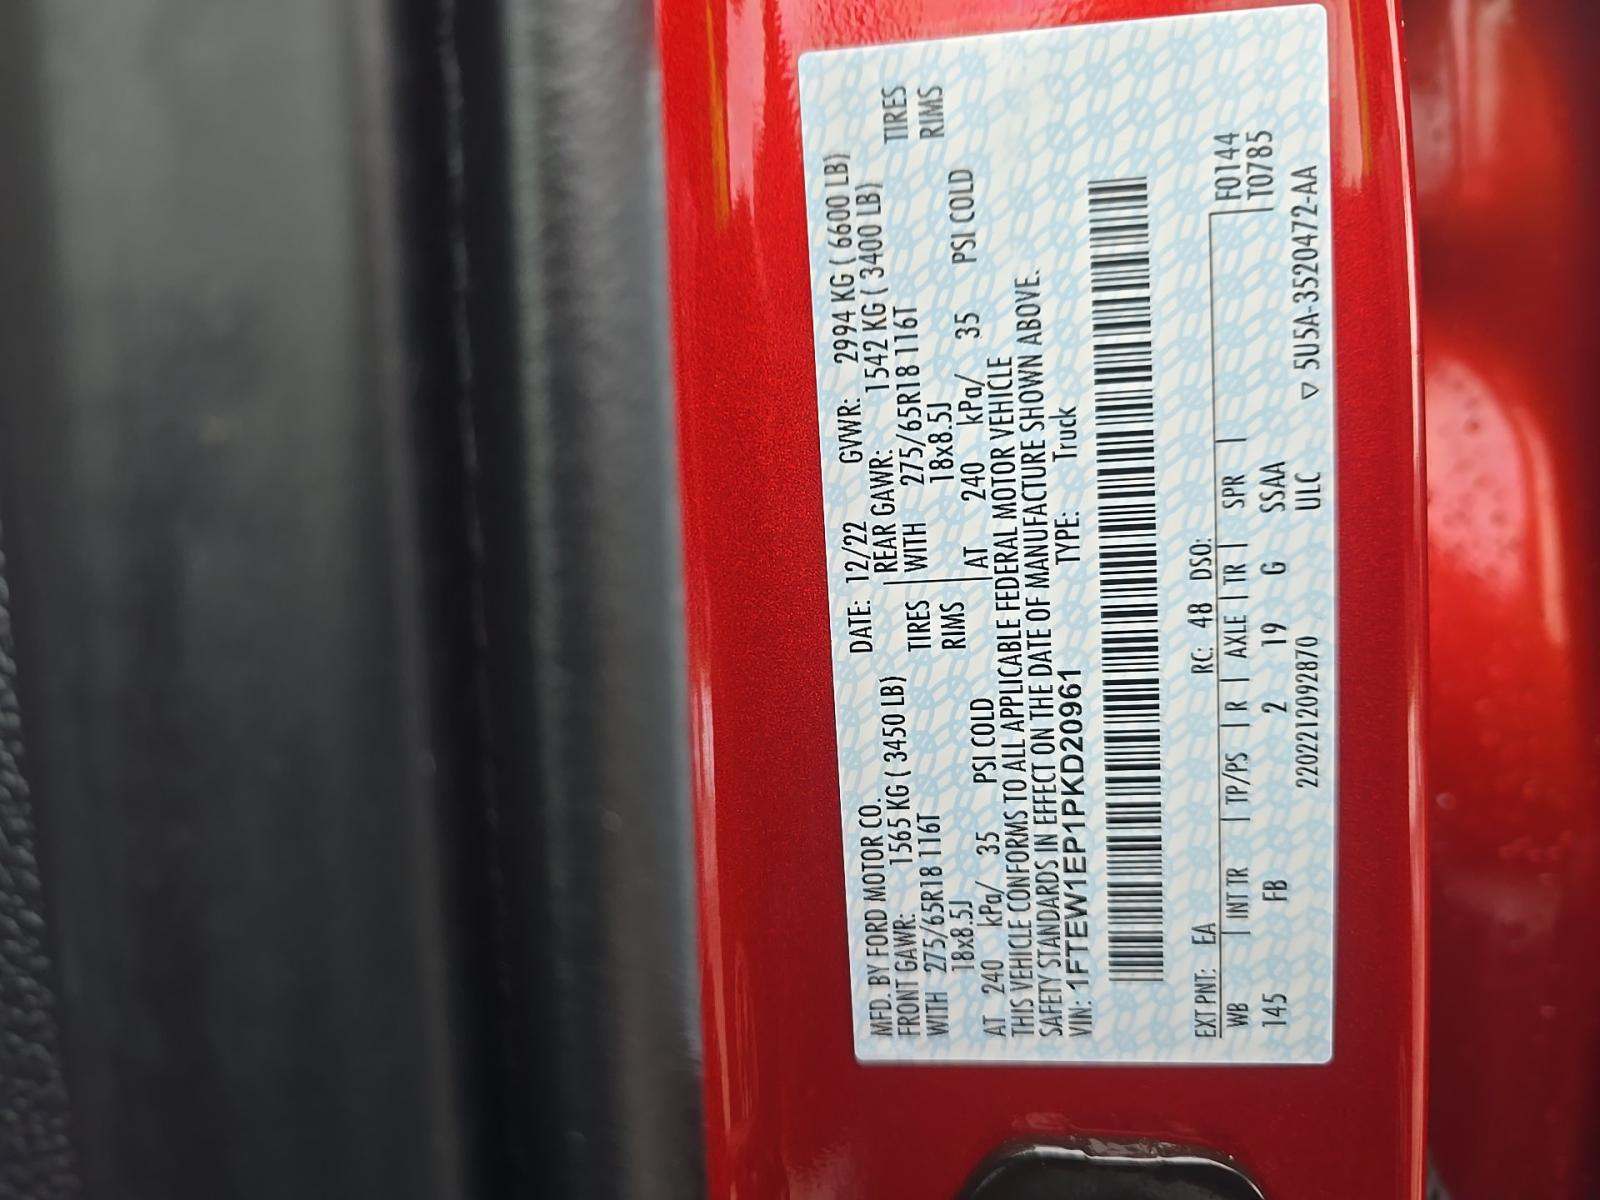 MFD. BY FORD MOTOR CO.
DATE: 12/22 GVWR: 2994 KG ( 6600 LB)
FRONT GAWR: 1565 KG ( 3450 LB) REAR GAWR: 1542 KG ( 3400 LB)
WITH 275/65R18 116T TIRES WITH 275/65R18 116T TIRES
18x8.5J RIMS 18x8.5J RIMS
AT 240 kPa/ 35 PSI COLD AT 240 kPa/ 35 PSI COLD
THIS VEHICLE CONFORMS TO ALL APPLICABLE FEDERAL MOTOR VEHICLE
SAFETY STANDARDS IN EFFECT ON THE DATE OF MANUFACTURE SHOWN ABOVE.
VIN: 1FTEW1EP1PKD20961 TYPE: Truck
EXT PNT: EA RC: 48 DSO:
WB INT TR TP/PS R AXLE TR SPR F0144
145 FB 2 19 G SSAA T0785
220221209287​0 ULC ▽ 5U5A-3520472-AA